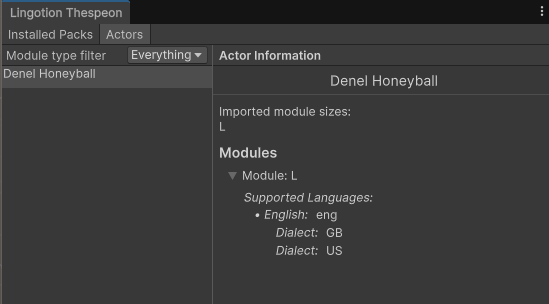 Lingotion Thespeon
Installed Packs Actors
Module type filter Everything
Denel Honeyball
Actor Information
Denel Honeyball
Imported module sizes:
L
Modules
Module: L
Supported Languages:
• English: eng
Dialect: GB
Dialect: US